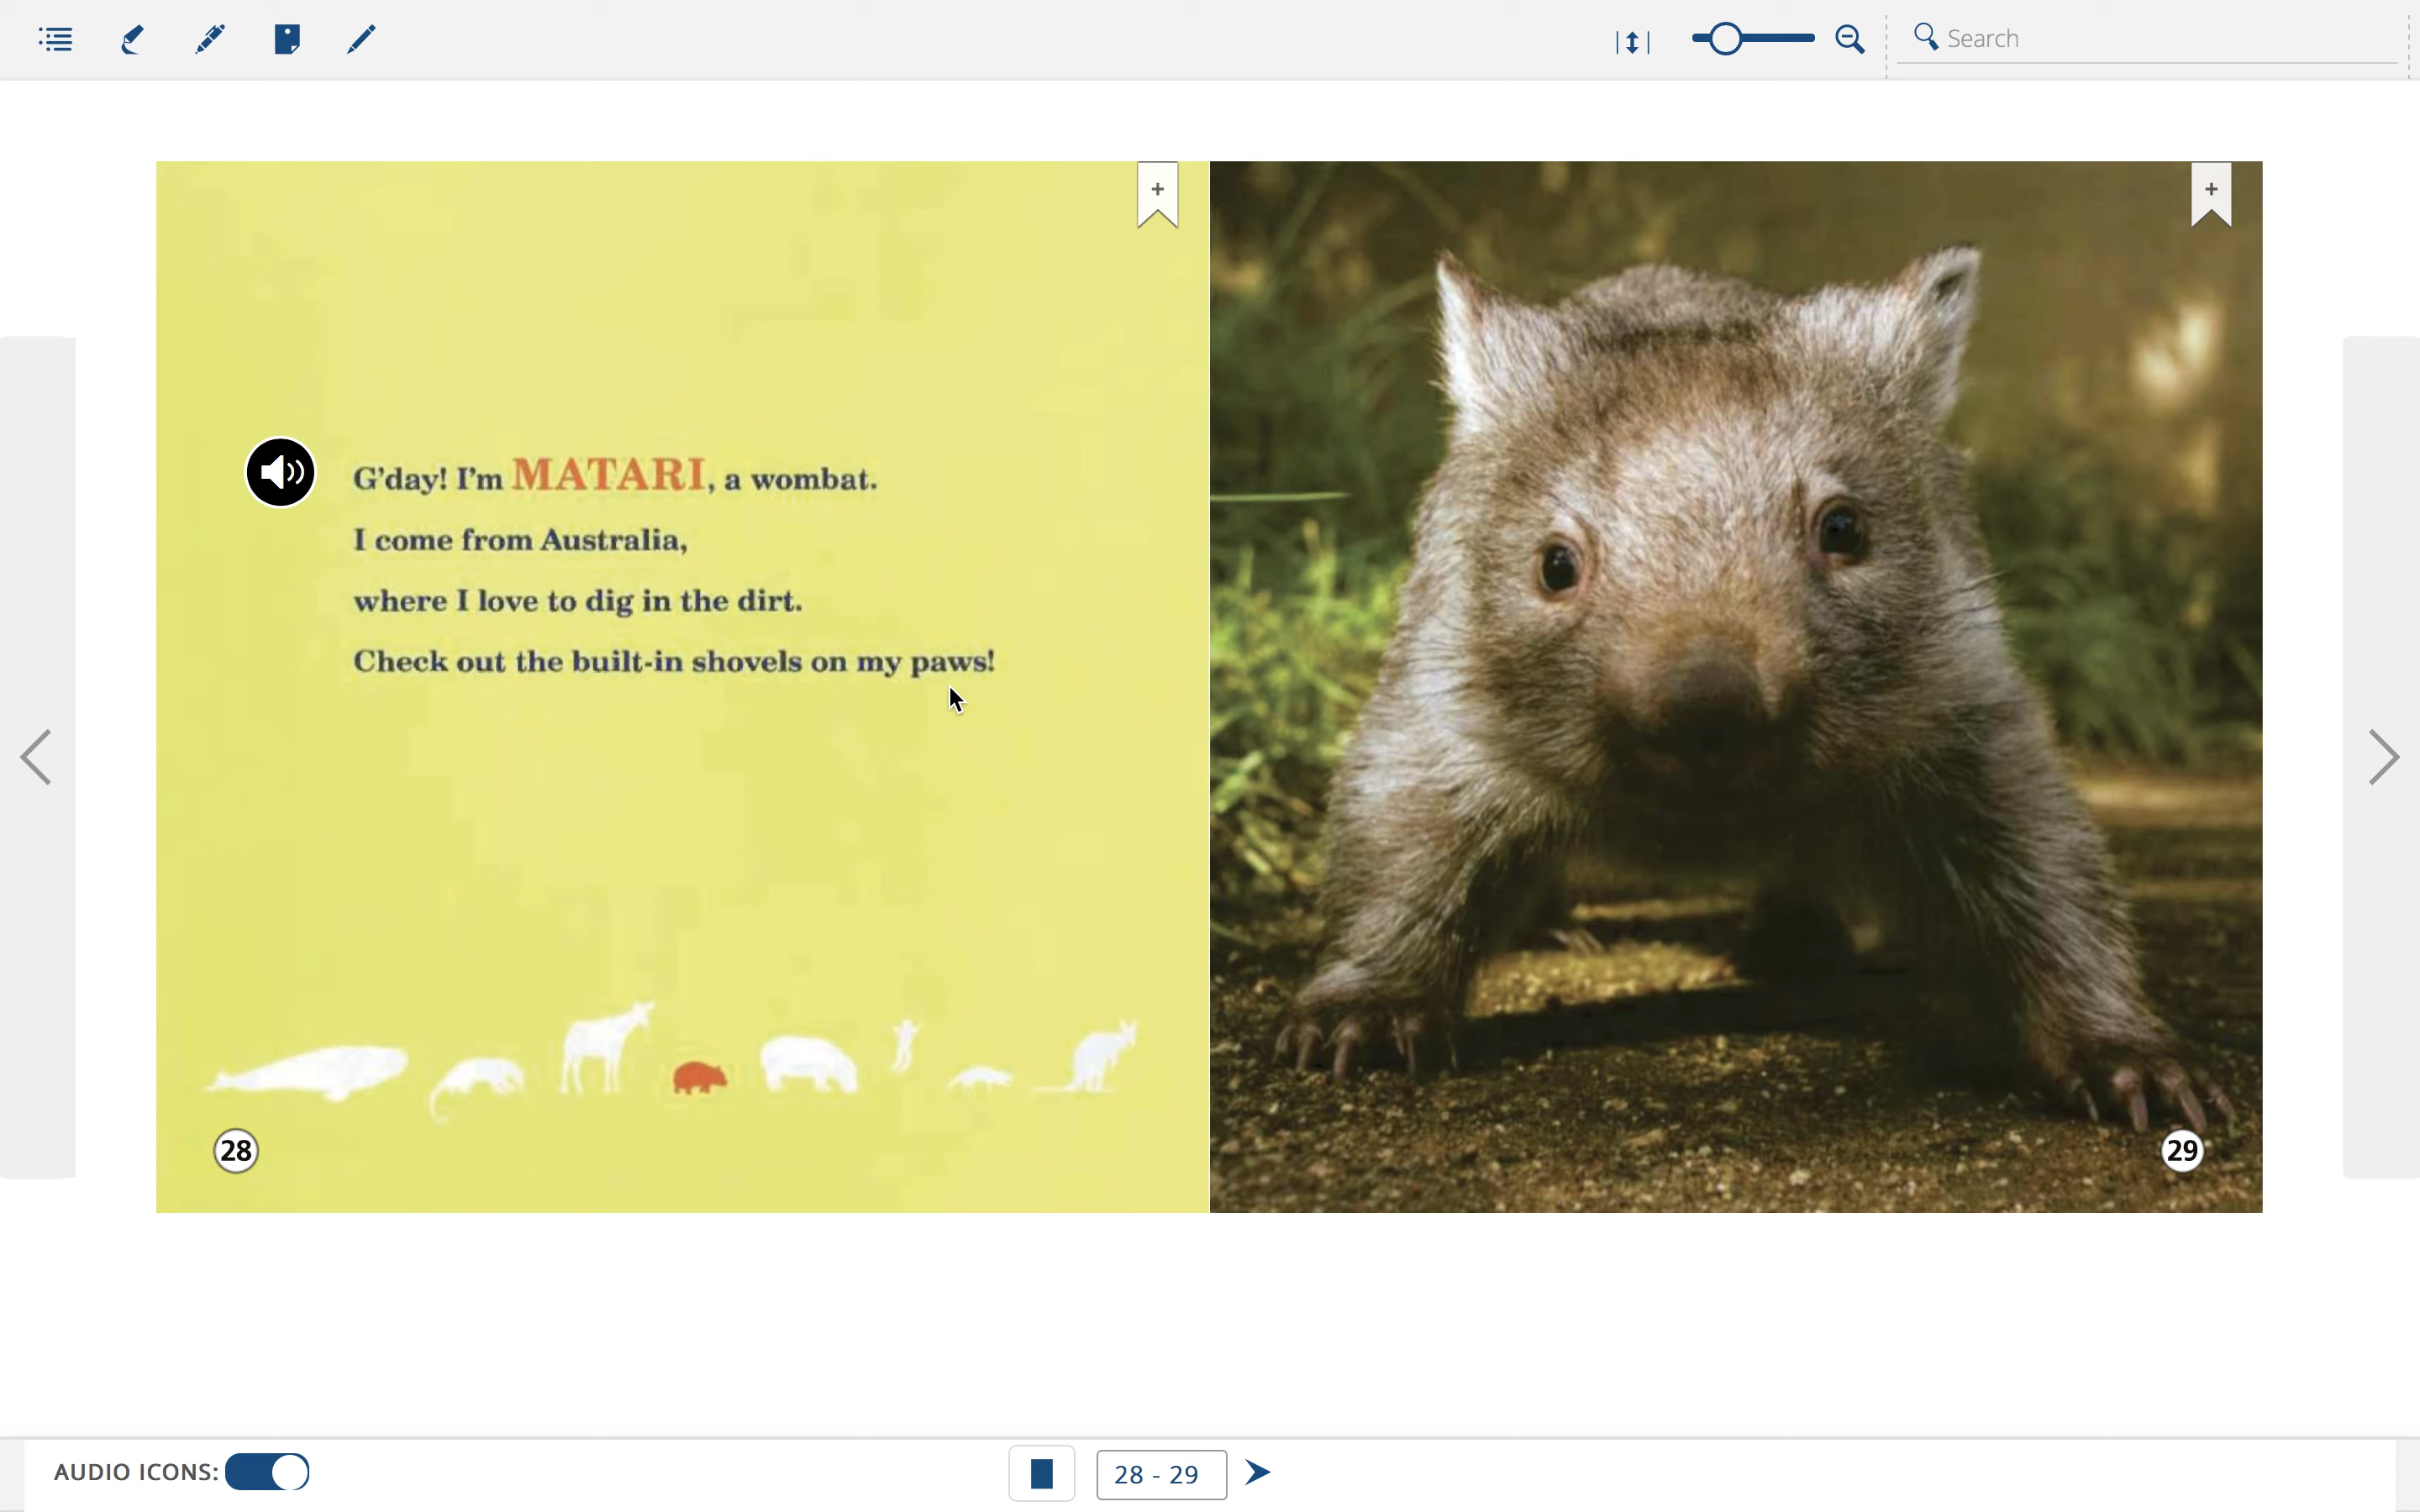 Search
+
+
G'day! I'm MATARI, a wombat.
I come from Australia,
where I love to dig in the dirt.
Check out the built-in shovels on my paws!
28
29
AUDIO ICONS:
28 - 29